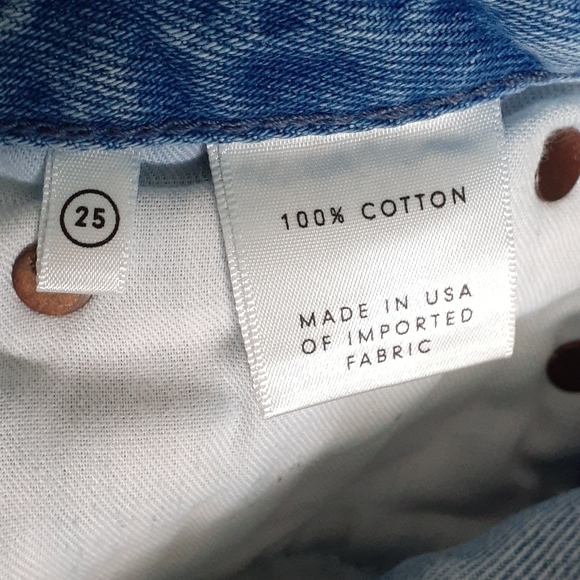 25
100% COTTON
MADE IN USA
OF IMPORTED
FABRIC